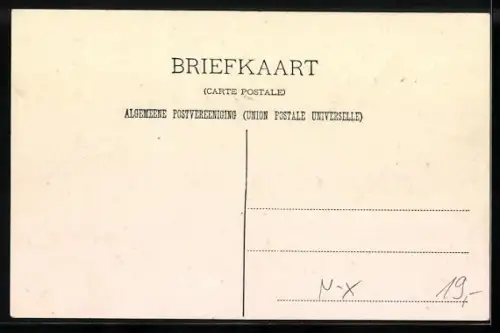 BRIEFKAART
(CARTE POSTALE)
ALGEMEENE POSTVEREENIGING (UNION POSTALE UNIVERSELLE)
N-X 19,-